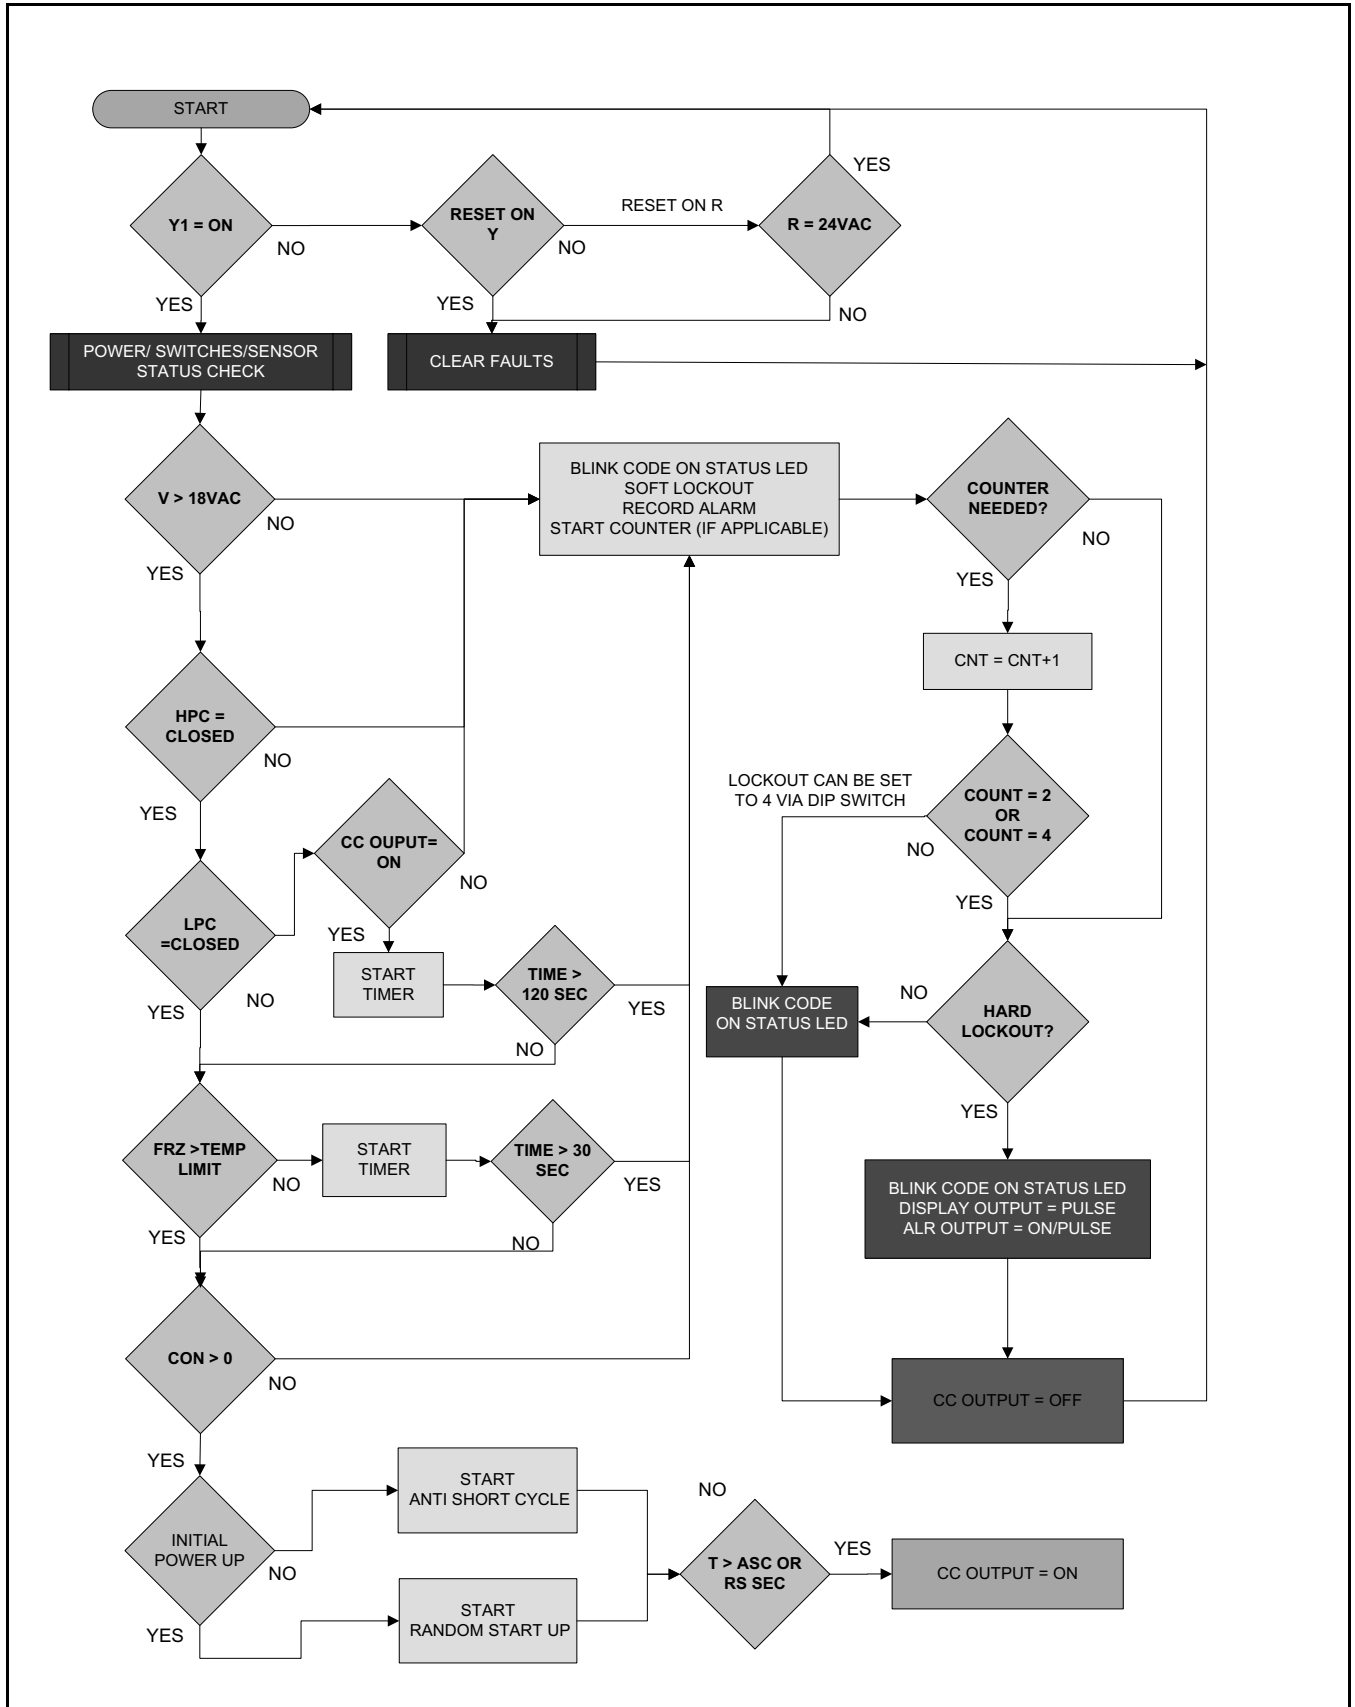 START
YES
Y1 = ON
NO
RESET ON
Y
NO
RESET ON R
R = 24VAC
YES
YES
NO
POWER/ SWITCHES/SENSOR
STATUS CHECK
CLEAR FAULTS
V > 18VAC
NO
BLINK CODE ON STATUS LED
SOFT LOCKOUT
RECORD ALARM
START COUNTER (IF APPLICABLE)
COUNTER
NEEDED?
NO
YES
YES
CNT = CNT+1
HPC =
CLOSED
NO
YES
LOCKOUT CAN BE SET
TO 4 VIA DIP SWITCH
COUNT = 2
OR
COUNT = 4
NO
YES
CC OUPUT=
ON
NO
YES
LPC
=CLOSED
NO
YES
START
TIMER
TIME >
120 SEC
YES
NO
BLINK CODE
ON STATUS LED
NO
HARD
LOCKOUT?
YES
FRZ >TEMP
LIMIT
NO
YES
START
TIMER
TIME > 30
SEC
YES
NO
BLINK CODE ON STATUS LED
DISPLAY OUTPUT = PULSE
ALR OUTPUT = ON/PULSE
CON > 0
NO
YES
CC OUTPUT = OFF
INITIAL
POWER UP
NO
YES
START
ANTI SHORT CYCLE
START
RANDOM START UP
NO
T > ASC OR
RS SEC
YES
CC OUTPUT = ON